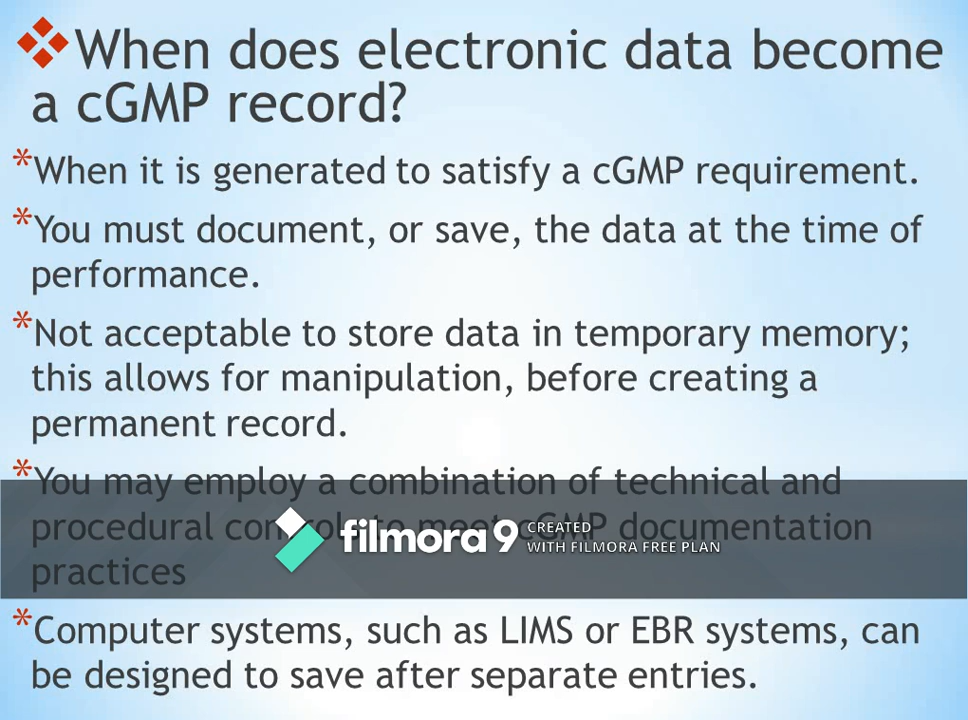 When does electronic data become
a cGMP record?
*When it is generated to satisfy a cGMP requirement.
*You must document, or save, the data at the time of
performance.
*Not acceptable to store data in temporary memory;
this allows for manipulation, before creating a
permanent record.
*You may employ a combination of technical and
procedural controls to meet cGMP documentation
practices
filmora9 CREATED
WITH FILMORA FREE PLAN
*Computer systems, such as LIMS or EBR systems, can
be designed to save after separate entries.